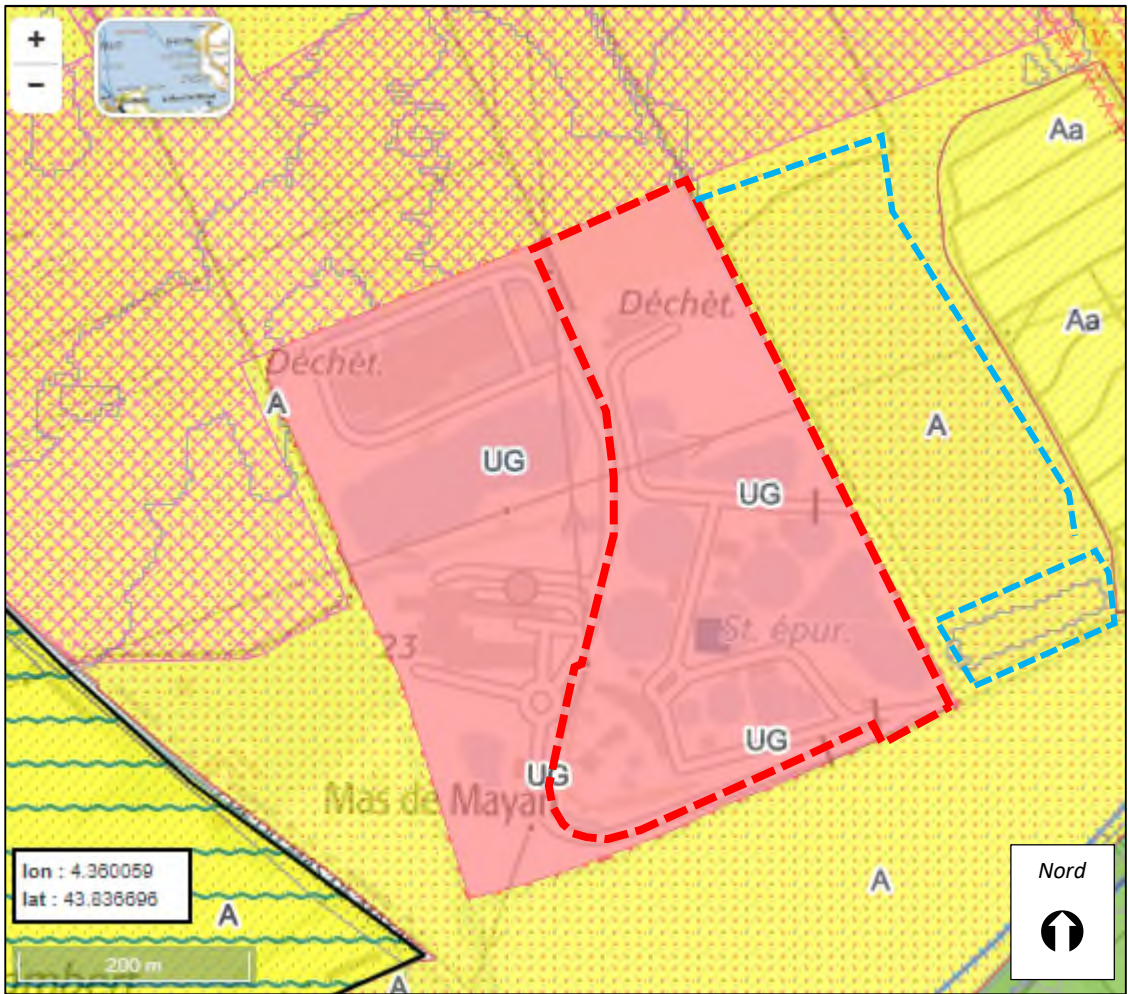 +
−
Aa
Déchèt.
Aa
Déchèt.
A
A
UG
UG
St. épur.
23
UG
UG
Mas de Mayan
lon : 4.360059
lat : 43.836696
A
A
Nord
200 m
A